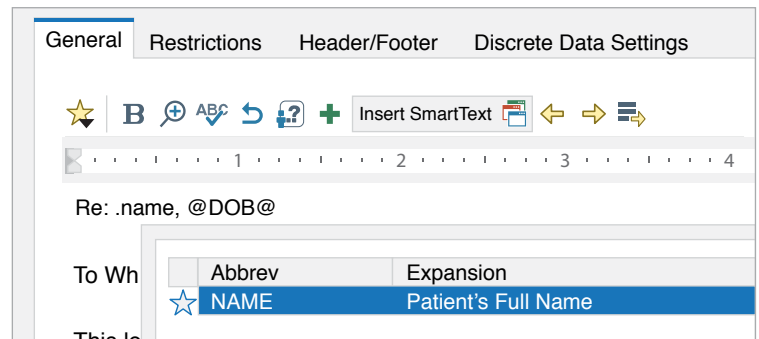 General Restrictions Header/Footer Discrete Data Settings
B ABC ? Insert SmartText
1 2 3 4
Re: .name, @DOB@
To Wh
Abbrev Expansion
NAME Patient's Full Name